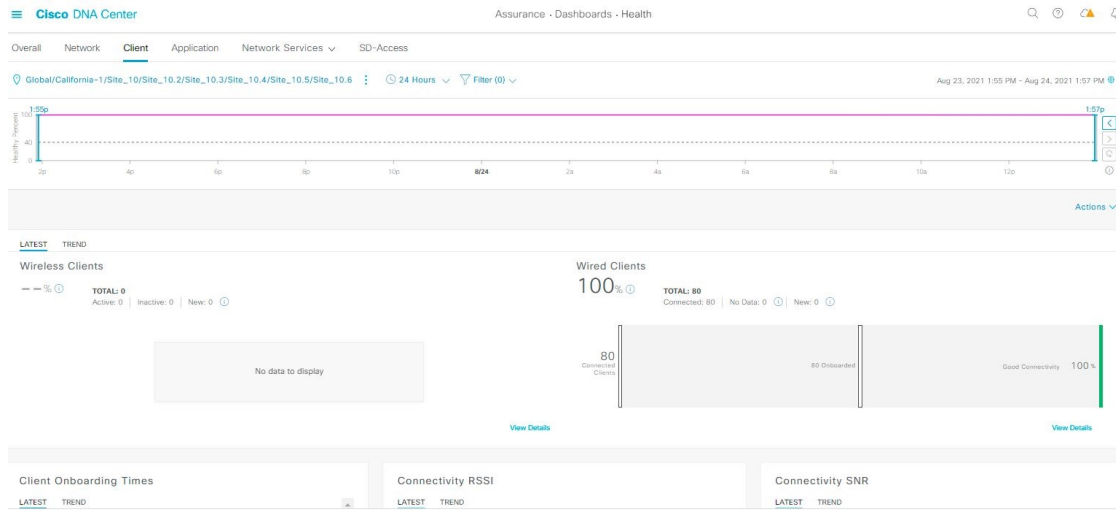 Cisco DNA Center
Assurance · Dashboards · Health
Overall Network Client Application Network Services SD-Access
Global/California-1/Site_10/Site_10.2/Site_10.3/Site_10.4/Site_10.5/Site_10.6
24 Hours
Filter (0)
Aug 23, 2021 1:55 PM - Aug 24, 2021 1:57 PM
1:55p
1:57p
Healthy Percent
100
40
0
2p 4p 6p 8p 10p 8/24 2a 4a 6a 8a 10a 12p
Actions
LATEST TREND
Wireless Clients
--%
TOTAL: 0
Active: 0 | Inactive: 0 | New: 0
No data to display
View Details
Wired Clients
100%
TOTAL: 80
Connected: 80 | No Data: 0 | New: 0
80
Connected
Clients
80 Onboarded
Good Connectivity 100 %
View Details
Client Onboarding Times
LATEST TREND
Connectivity RSSI
LATEST TREND
Connectivity SNR
LATEST TREND